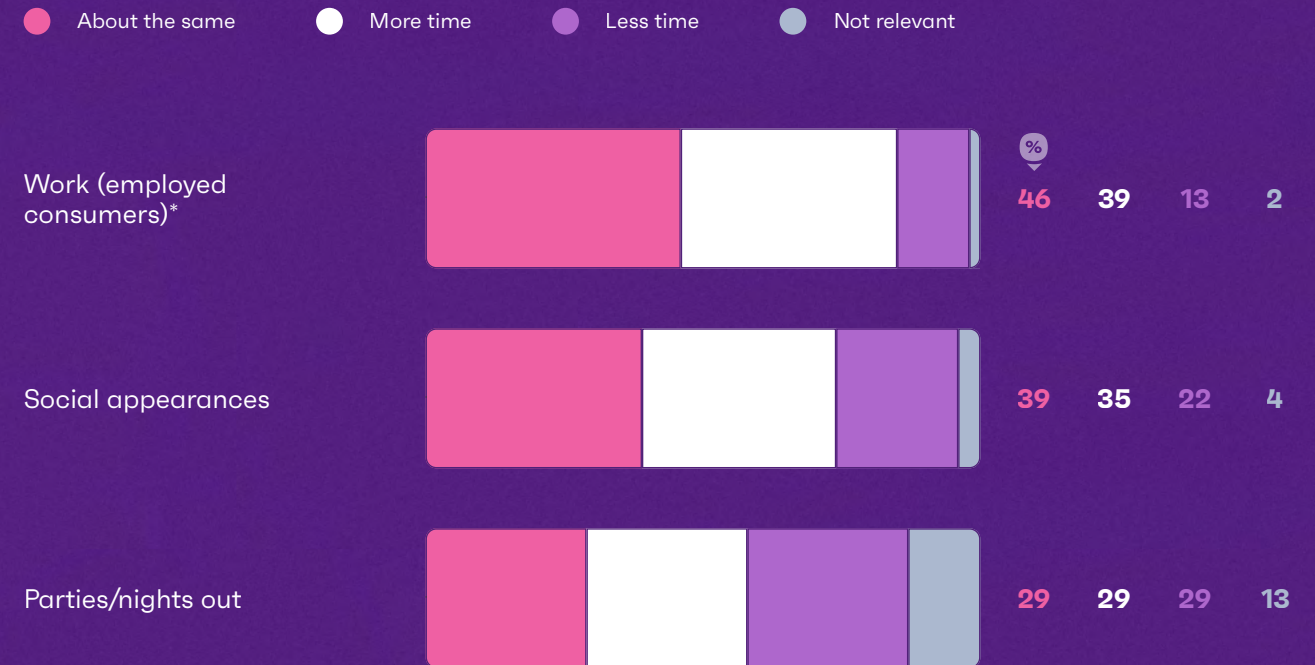 About the same More time Less time Not relevant
%
Work (employed
consumers)*
46 39 13 2
Social appearances
39 35 22 4
Parties/nights out
29 29 29 13